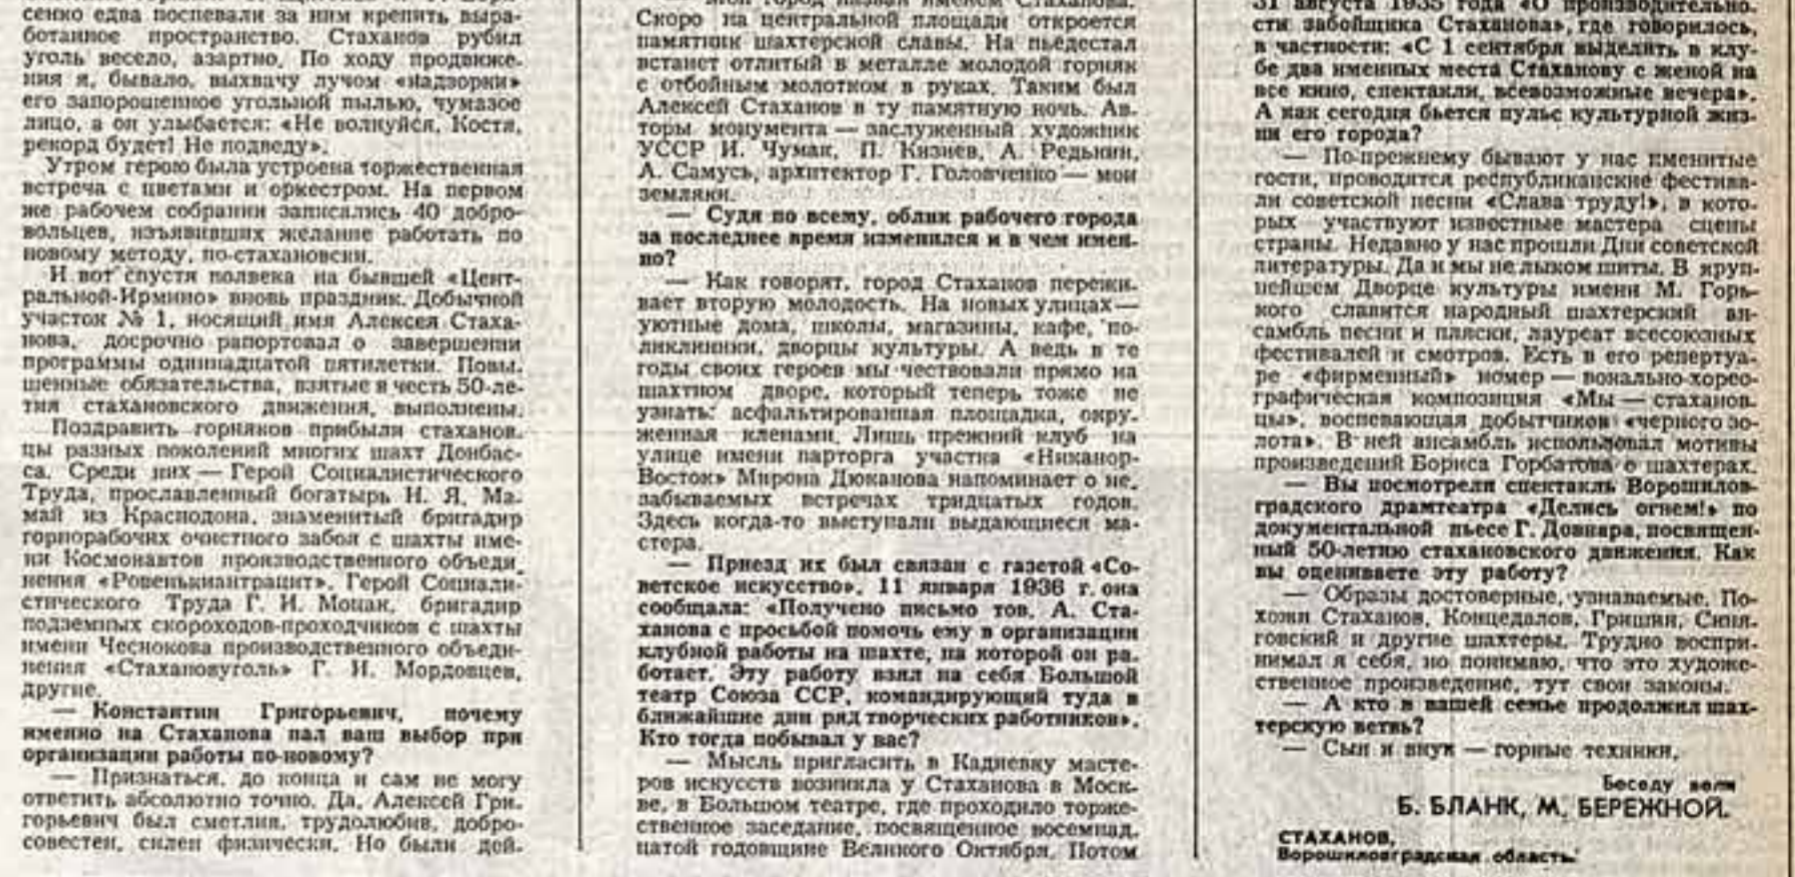 сенко едва поспевали за ним крепить выра-
ботанное пространство. Стаханов рубил
уголь весело, азартно. По ходу продвиже-
ния я, бывало, выхвачу лучом «надзорки»
его запорошенное угольной пылью, чумазое
лицо, а он улыбается: «Не волнуйся, Костя,
рекорд будет! Не подведу».
Утром герою была устроена торжественная
встреча с цветами и оркестром. На первом
же рабочем собрании записались 40 добро-
вольцев, изъявивших желание работать по
новому методу, по-стахановски.
И вот спустя полвека на бывшей «Цент-
ральной-Ирмино» вновь праздник. Добычной
участок № 1, носящий имя Алексея Стаха-
нова, досрочно рапортовал о завершении
программы одиннадцатой пятилетки. Повы-
шенные обязательства, взятые в честь 50-ле-
тия стахановского движения, выполнены.
Поздравить горняков прибыли стаханов-
цы разных поколений многих шахт Донбас-
са. Среди них — Герой Социалистического
Труда, прославленный богатырь Н. Я. Ма-
май из Краснодона, знаменитый бригадир
горнорабочих очистного забоя с шахты име-
ни Космонавтов производственного объеди-
нения «Ровенькиантрацит», Герой Социали-
стического Труда Г. И. Моцак, бригадир
подземных скороходов-проходчиков с шахты
имени Чеснокова производственного объеди-
нения «Стахановуголь» Г. И. Мордовцев,
другие.
— Константин Григорьевич, почему
именно на Стаханова пал ваш выбор при
организации работы по-новому?
— Признаться, до конца и сам не могу
ответить абсолютно точно. Да, Алексей Гри-
горьевич был сметлив, трудолюбив, добро-
совестен, силен физически. Но были дей-
— Мой город назван именем Стаханова.
Скоро на центральной площади откроется
памятник шахтерской славы. На пьедестал
встанет отлитый в металле молодой горняк
с отбойным молотком в руках. Таким был
Алексей Стаханов в ту памятную ночь. Ав-
торы монумента — заслуженный художник
УССР И. Чумак, П. Кизиев, А. Редькин,
А. Самусь, архитектор Г. Головченко — мои
земляки.
— Судя по всему, облик рабочего города
за последнее время изменился и в чем имен-
но?
— Как говорят, город Стаханов пережи-
вает вторую молодость. На новых улицах —
уютные дома, школы, магазины, кафе, по-
ликлиники, дворцы культуры. А ведь в те
годы своих героев мы чествовали прямо на
шахтном дворе, который теперь тоже не
узнать: асфальтированная площадка, окру-
женная кленами. Лишь прежний клуб на
улице имени парторга участка «Никанор-
Восток» Мирона Дюканова напоминает о не-
забываемых встречах тридцатых годов.
Здесь когда-то выступали выдающиеся ма-
стера.
— Приезд их был связан с газетой «Со-
ветское искусство». 11 января 1936 г. она
сообщала: «Получено письмо тов. А. Ста-
ханова с просьбой помочь ему в организации
клубной работы на шахте, на которой он ра-
ботает. Эту работу взял на себя Большой
театр Союза ССР, командирующий туда в
ближайшие дни ряд творческих работников».
Кто тогда побывал у вас?
— Мысль пригласить в Кадиевку масте-
ров искусств возникла у Стаханова в Моск-
ве, в Большом театре, где проходило торже-
ственное заседание, посвященное восемнад-
цатой годовщине Великого Октября. Потом
31 августа 1935 года «О производительно-
сти забойщика Стаханова», где говорилось,
в частности: «С 1 сентября выделить в клу-
бе два именных места Стаханову с женой на
все кино, спектакли, всевозможные вечера».
А как сегодня бьется пульс культурной жиз-
ни его города?
— По-прежнему бывают у нас именитые
гости, проводятся республиканские фестива-
ли советской песни «Слава труду!», в кото-
рых участвуют известные мастера сцены
страны. Недавно у нас прошли Дни советской
литературы. Да и мы не лыком шиты. В круп-
нейшем Дворце культуры имени М. Горь-
кого славится народный шахтерский ан-
самбль песни и пляски, лауреат всесоюзных
фестивалей и смотров. Есть в его репертуа-
ре «фирменный» номер — вокально-хорео-
графическая композиция «Мы — стаханов-
цы», воспевающая добытчиков «черного зо-
лота». В ней ансамбль использовал мотивы
произведений Бориса Горбатова о шахтерах.
— Вы посмотрели спектакль Ворошилов-
градского драмтеатра «Делись огнем!» по
документальной пьесе Г. Довнара, посвящен-
ный 50-летию стахановского движения. Как
вы оцениваете эту работу?
— Образы достоверные, узнаваемые. По-
хожи Стаханов, Концедалов, Гришин, Синя-
говский и другие шахтеры. Трудно воспри-
нимал я себя, но понимаю, что это художе-
ственное произведение, тут свои законы.
— А кто в вашей семье продолжил шах-
терскую ветвь?
— Сын и внук — горные техники.
Беседу вели
Б. БЛАНК, М. БЕРЕЖНОЙ.
СТАХАНОВ,
Ворошиловградская область.